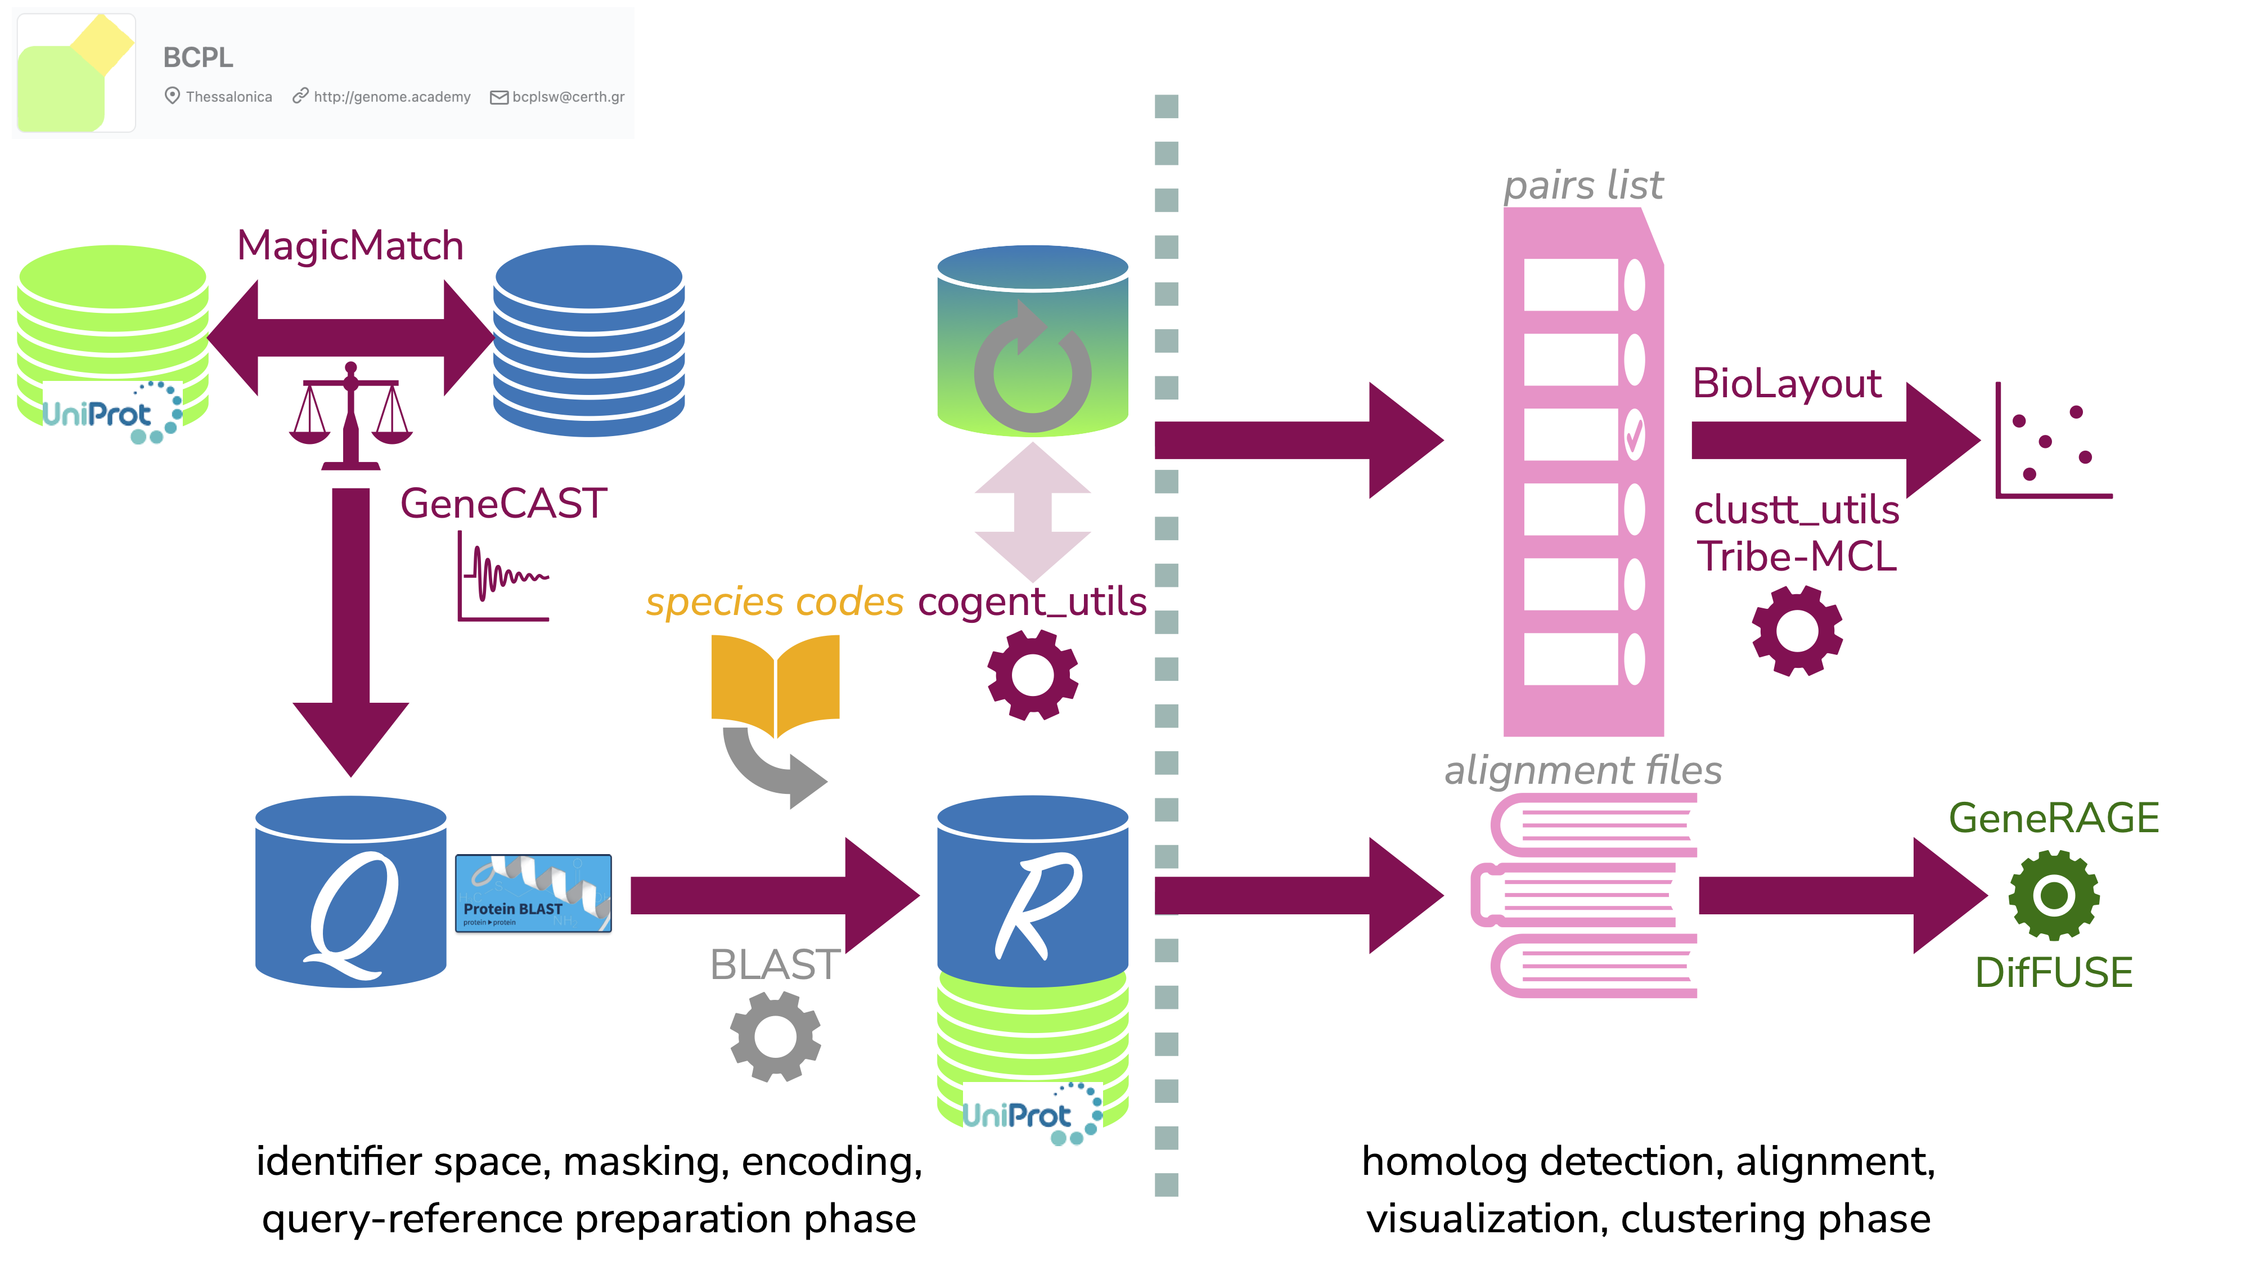 BCPL
Thessalonica http://genome.academy bcplsw@certh.gr
pairs list
MagicMatch
UniProt
BioLayout
GeneCAST
clustt_utils
Tribe-MCL
species codes cogent_utils
alignment files
GeneRAGE
Q
Protein BLAST
protein ▸ protein
R
BLAST
DifFUSE
UniProt
identifier space, masking, encoding,
query-reference preparation phase
homolog detection, alignment,
visualization, clustering phase